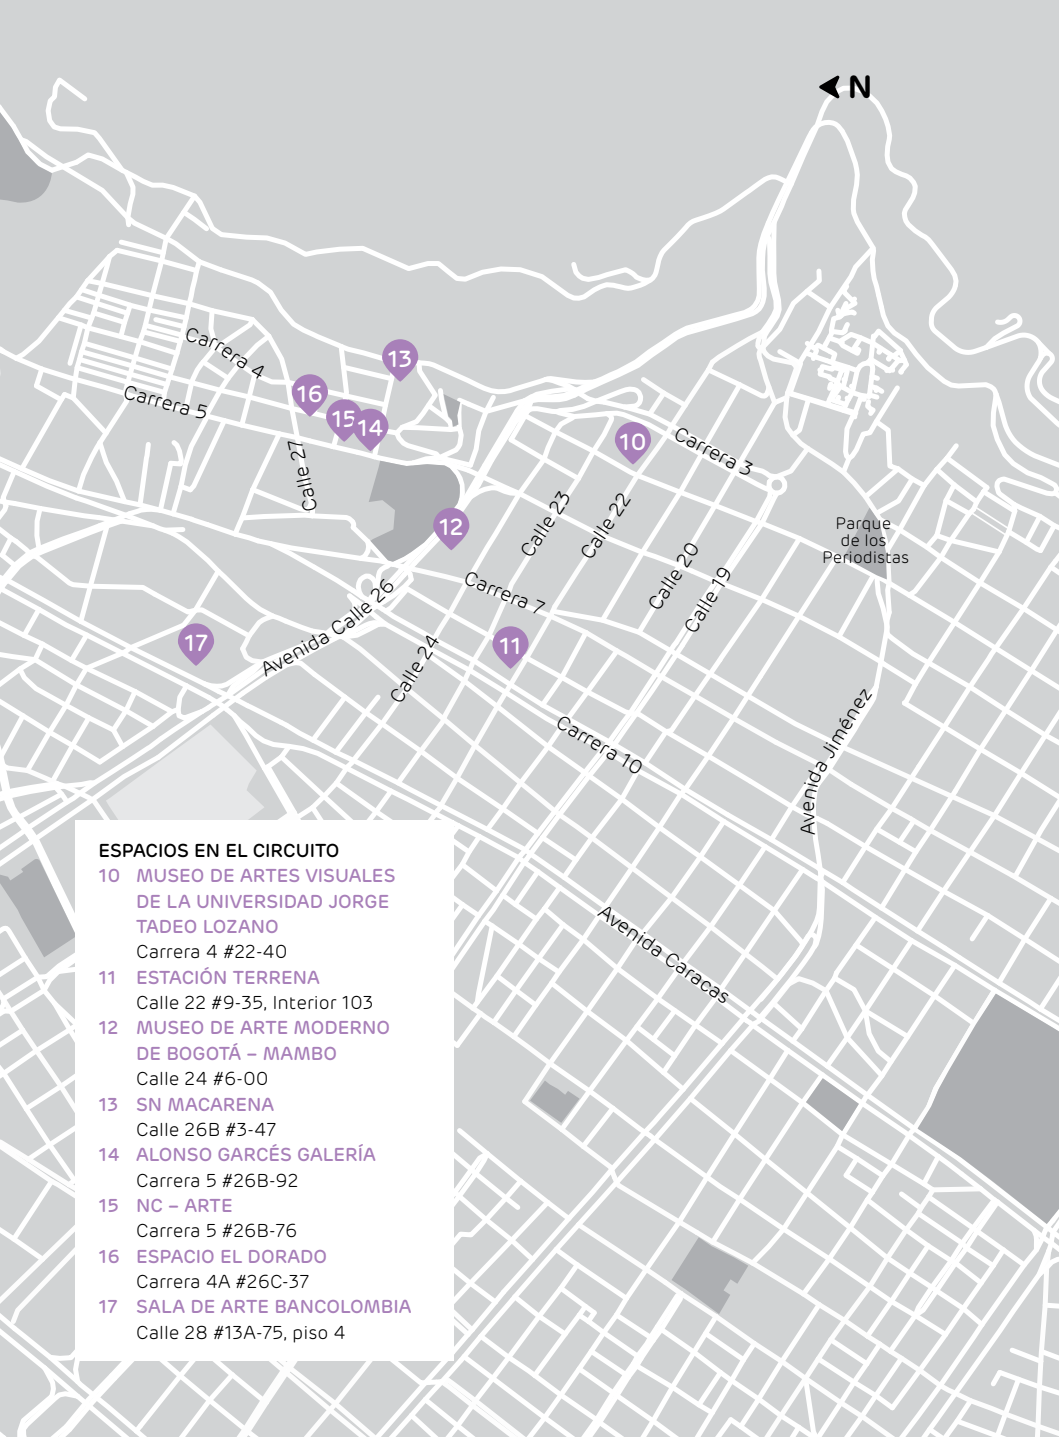 N
Carrera 4
13
Carrera 5
16
15
14
10
Carrera 3
Calle 27
12
Calle 23
Calle 22
Parque
de los
Periodistas
Calle 20
Calle 19
Carrera 7
Avenida Calle 26
17
11
Calle 24
Carrera 10
Avenida Jiménez
Avenida Caracas
ESPACIOS EN EL CIRCUITO
10 MUSEO DE ARTES VISUALES
DE LA UNIVERSIDAD JORGE
TADEO LOZANO
Carrera 4 #22-40
11 ESTACIÓN TERRENA
Calle 22 #9-35, Interior 103
12 MUSEO DE ARTE MODERNO
DE BOGOTÁ – MAMBO
Calle 24 #6-00
13 SN MACARENA
Calle 26B #3-47
14 ALONSO GARCÉS GALERÍA
Carrera 5 #26B-92
15 NC – ARTE
Carrera 5 #26B-76
16 ESPACIO EL DORADO
Carrera 4A #26C-37
17 SALA DE ARTE BANCOLOMBIA
Calle 28 #13A-75, piso 4